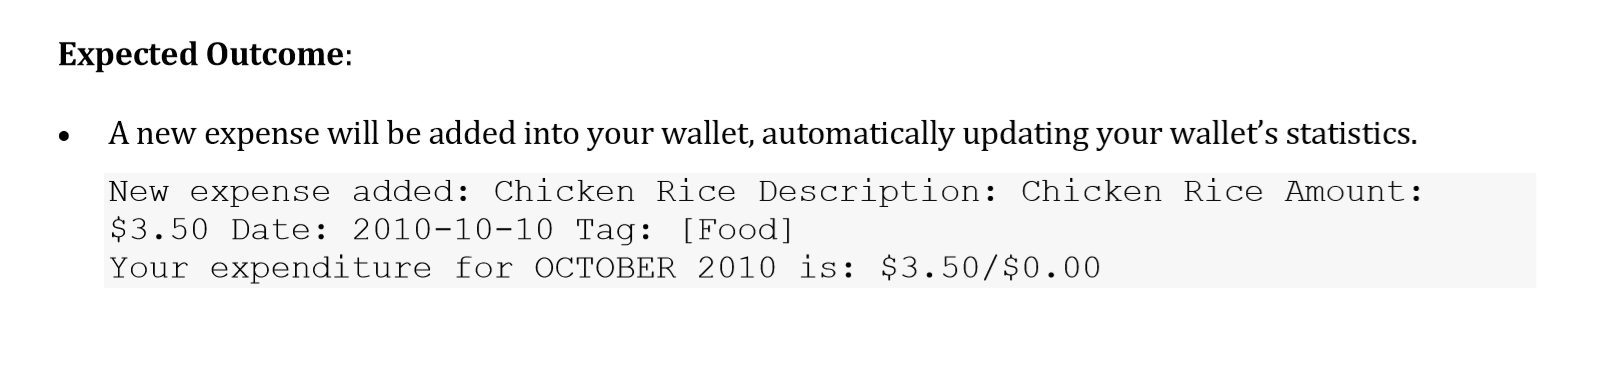 Expected Outcome:
• A new expense will be added into your wallet, automatically updating your wallet’s statistics.
New expense added: Chicken Rice Description: Chicken Rice Amount:
$3.50 Date: 2010-10-10 Tag: [Food]
Your expenditure for OCTOBER 2010 is: $3.50/$0.00